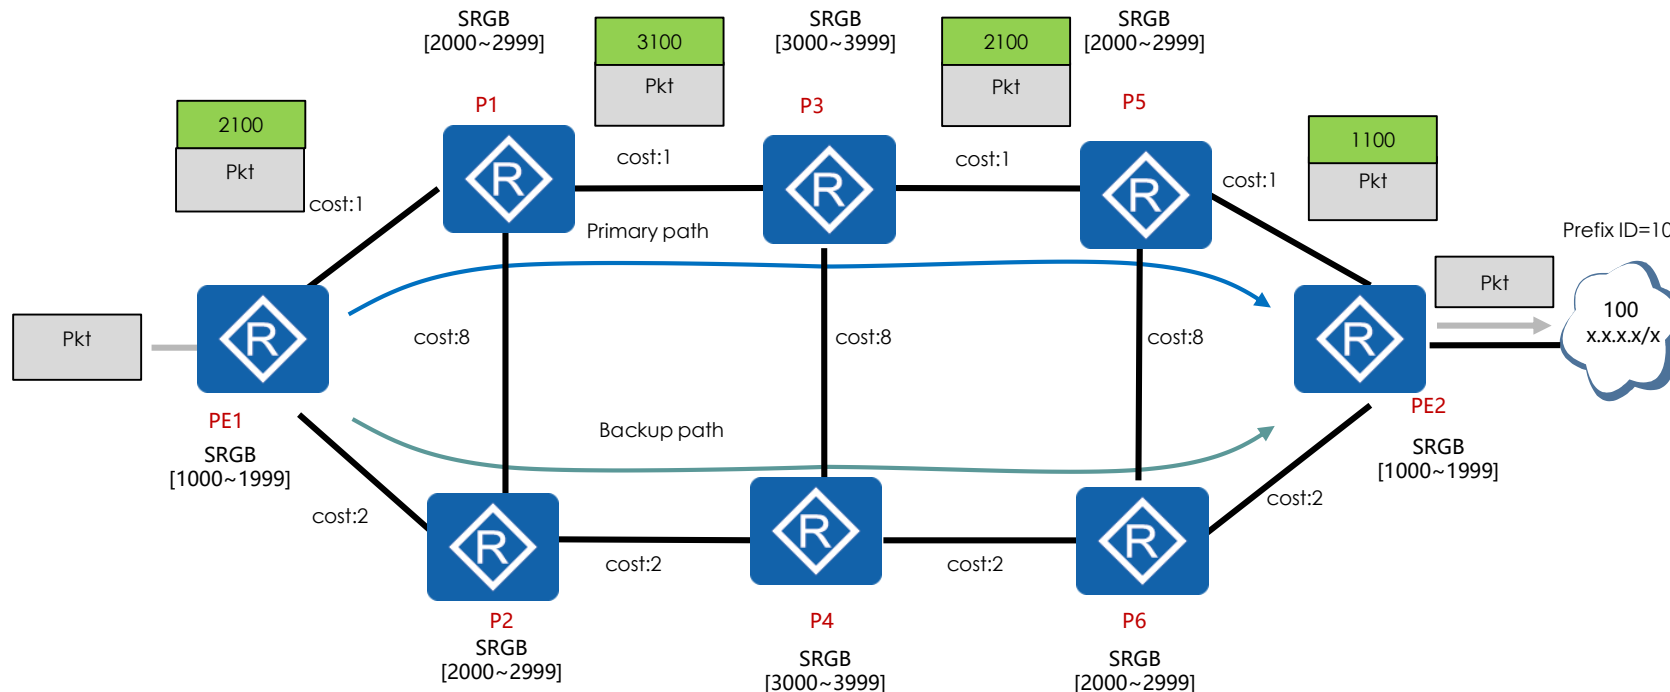 SRGB
[2000~2999]
3100
Pkt
SRGB
[3000~3999]
2100
Pkt
SRGB
[2000~2999]
P1
P3
P5
2100
Pkt
1100
Pkt
cost:1
cost:1
cost:1
cost:1
Primary path
Prefix ID=10
Pkt
100
x.x.x.x/x
Pkt
R
R
R
R
R
cost:8
cost:8
cost:8
PE1
SRGB
[1000~1999]
Backup path
PE2
SRGB
[1000~1999]
cost:2
cost:2
R
R
R
cost:2
cost:2
P2
SRGB
[2000~2999]
P4
SRGB
[3000~3999]
P6
SRGB
[2000~2999]